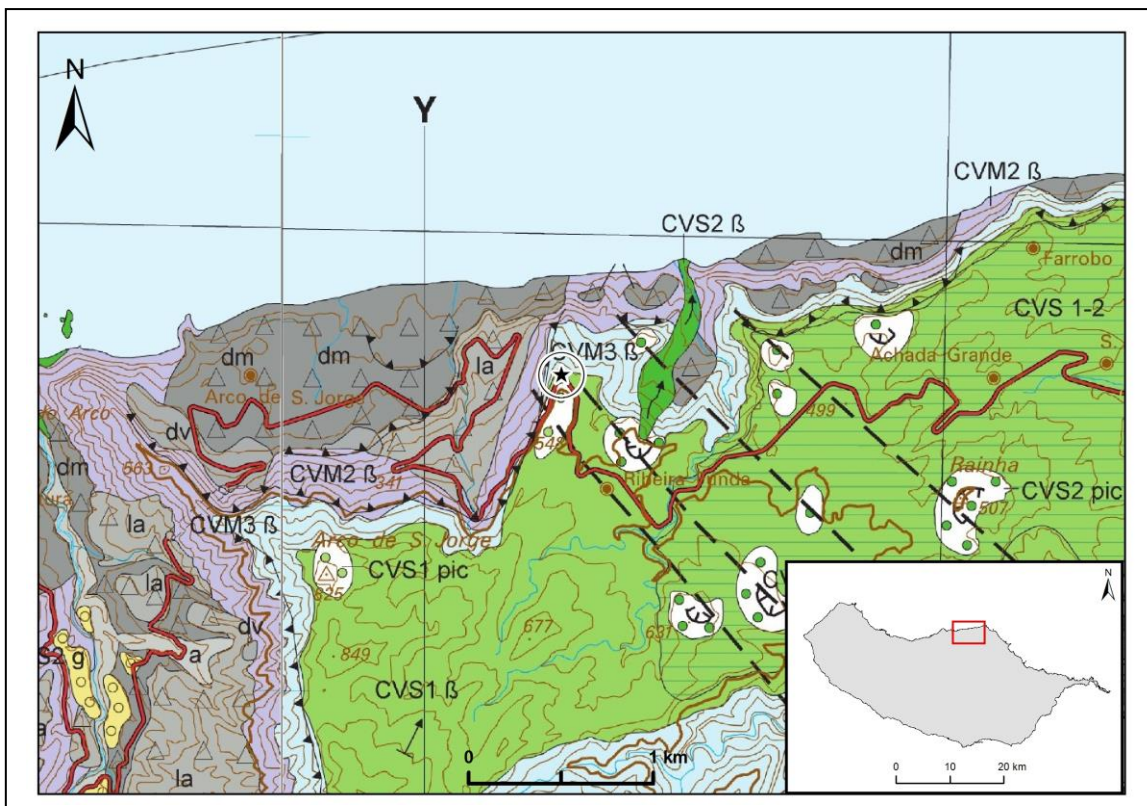 N
Y
CVM2 ß
CVS2 ß
dm
Farrobo
CVS 1-2
dm
dm
la
CVM3 ß
Achada Grande
S.
Arco de S. Jorge
499
dv
548
CVM2 ß
341
Ribeira Funda
Rainha
CVS2 pic
507
663
dm
la
CVM3 ß
Arco de S. Jorge
CVS1 pic
825
la
677
631
dv
849
g
a
CVS1 ß
la
0 1 km
N
0 10 20 km